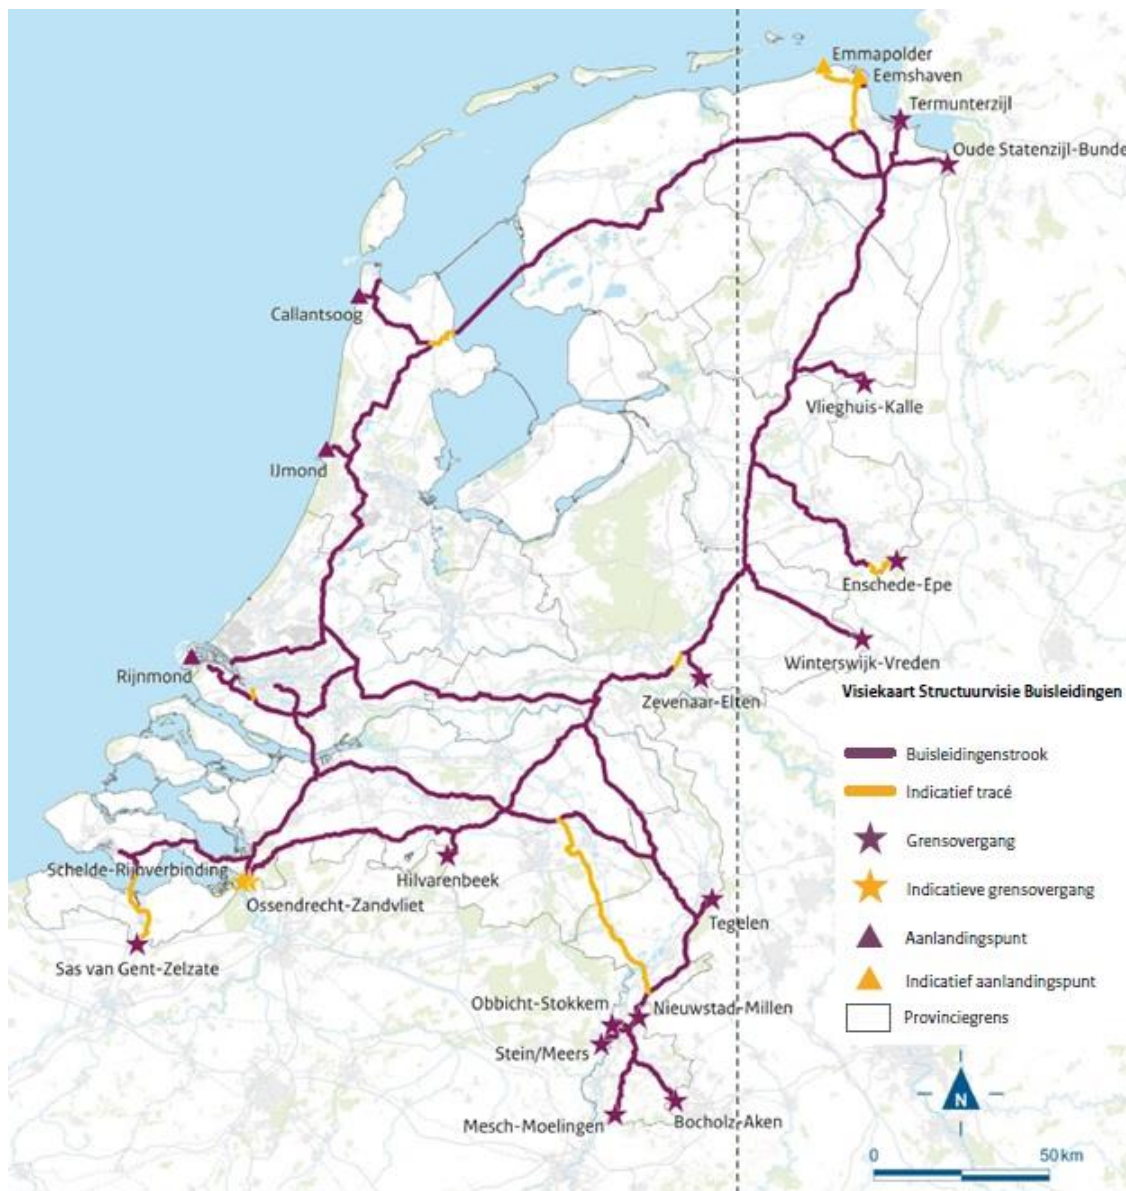 Emmapolder
Eemshaven
Termunterzijl
Oude Statenzijl-Bunde
Callantsoog
Vlieghuis-Kalle
IJmond
Enschede-Epe
Winterswijk-Vreden
Rijnmond
Zevenaar-Elten
Visiekaart Structuurvisie Buisleidingen
Buisleidingenstrook
Indicatief tracé
Grensovergang
Schelde-Rijnverbinding
Hilvarenbeek
Indicatieve grensovergang
Ossendrecht-Zandvliet
Tegelen
Aanlandingspunt
Sas van Gent-Zelzate
Indicatief aanlandingspunt
Obbicht-Stokkem
Nieuwstad-Millen
Provinciegrens
Stein/Meers
N
Mesch-Moelingen
Bocholz-Aken
0 50 km